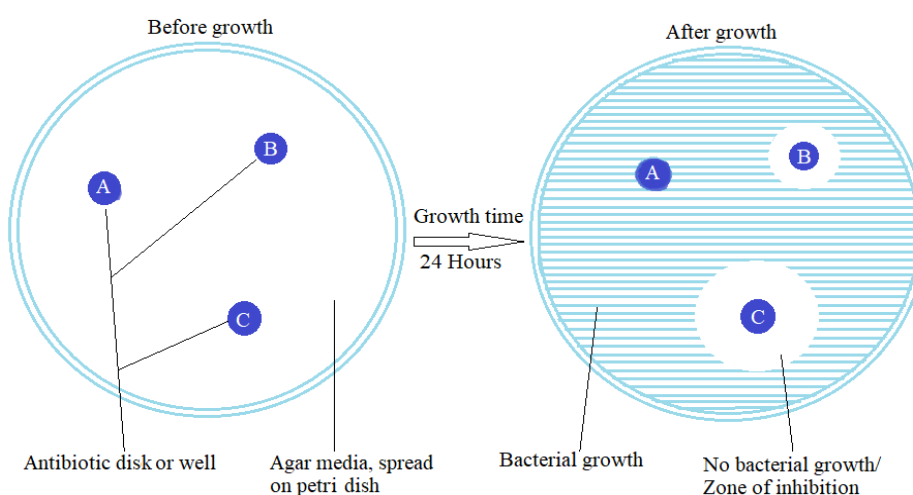 Before growth
After growth
A
B
C
Growth time
24 Hours
A
B
C
Antibiotic disk or well
Agar media, spread
on petri dish
Bacterial growth
No bacterial growth/
Zone of inhibition